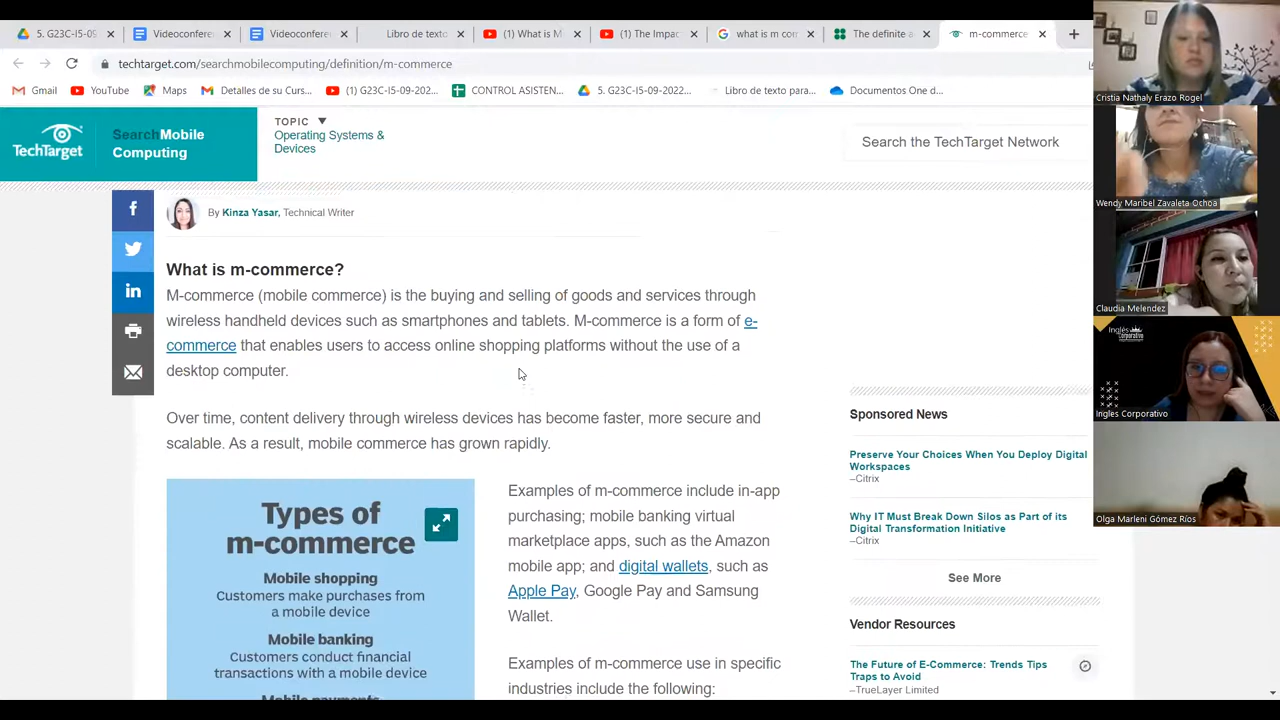 5. G23C-I5-09
Videoconfere
Videoconfere
Libro de texto
(1) What is M
(1) The Impac
what is m com
The definite a
m-commerce
techtarget.com/searchmobilecomputing/definition/m-commerce
Gmail
YouTube
Maps
Detalles de su Curs...
(1) G23C-I5-09-202...
CONTROL ASISTEN...
5. G23C-I5-09-2022...
Libro de texto para...
Documentos One d...
TechTarget
SearchMobile
Computing
TOPIC
Operating Systems &
Devices
Search the TechTarget Network
By Kinza Yasar, Technical Writer
What is m-commerce?
M-commerce (mobile commerce) is the buying and selling of goods and services through
wireless handheld devices such as smartphones and tablets. M-commerce is a form of e-
commerce that enables users to access online shopping platforms without the use of a
desktop computer.
Over time, content delivery through wireless devices has become faster, more secure and
scalable. As a result, mobile commerce has grown rapidly.
Types of
m-commerce
Mobile shopping
Customers make purchases from
a mobile device
Mobile banking
Customers conduct financial
transactions with a mobile device
Mobile payments
Examples of m-commerce include in-app
purchasing; mobile banking virtual
marketplace apps, such as the Amazon
mobile app; and digital wallets, such as
Apple Pay, Google Pay and Samsung
Wallet.
Examples of m-commerce use in specific
industries include the following:
Sponsored News
Preserve Your Choices When You Deploy Digital
Workspaces
–Citrix
Why IT Must Break Down Silos as Part of its
Digital Transformation Initiative
–Citrix
See More
Vendor Resources
The Future of E-Commerce: Trends Tips
Traps to Avoid
–TrueLayer Limited
Cristia Nathaly Erazo Rogel
Wendy Maribel Zavaleta Ochoa
Claudia Melendez
Inglés
Corporativo
Ingles Corporativo
Olga Marleni Gómez Ríos